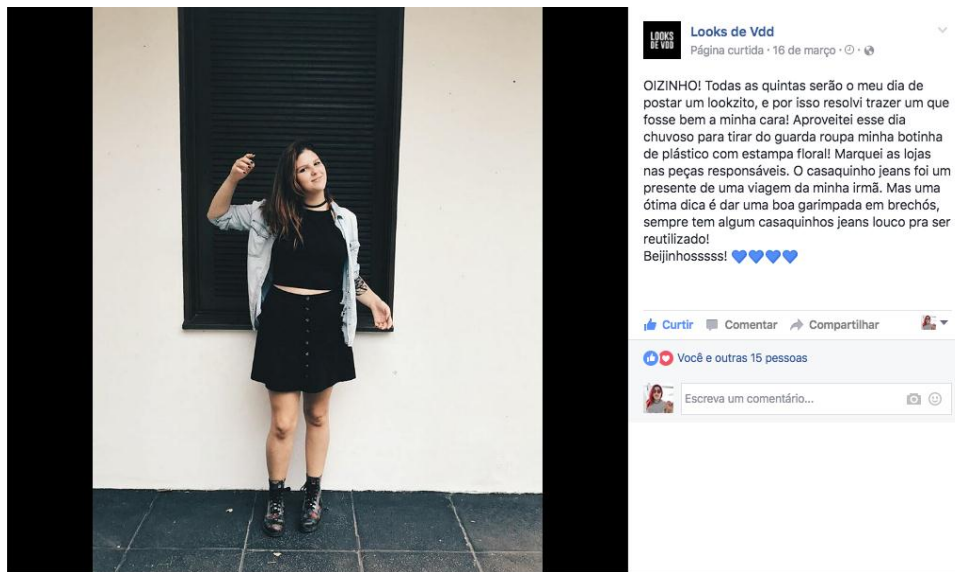 LOOKS
DE VDD
Looks de Vdd
Página curtida · 16 de março ·
OIZINHO! Todas as quintas serão o meu dia de
postar um lookzito, e por isso resolvi trazer um que
fosse bem a minha cara! Aproveitei esse dia
chuvoso para tirar do guarda roupa minha botinha
de plástico com estampa floral! Marquei as lojas
nas peças responsáveis. O casaquinho jeans foi um
presente de uma viagem da minha irmã. Mas uma
ótima dica é dar uma boa garimpada em brechós,
sempre tem algum casaquinhos jeans louco pra ser
reutilizado!
Beijinhosssss! 💙💙💙💙
Curtir Comentar Compartilhar
Você e outras 15 pessoas
Escreva um comentário...